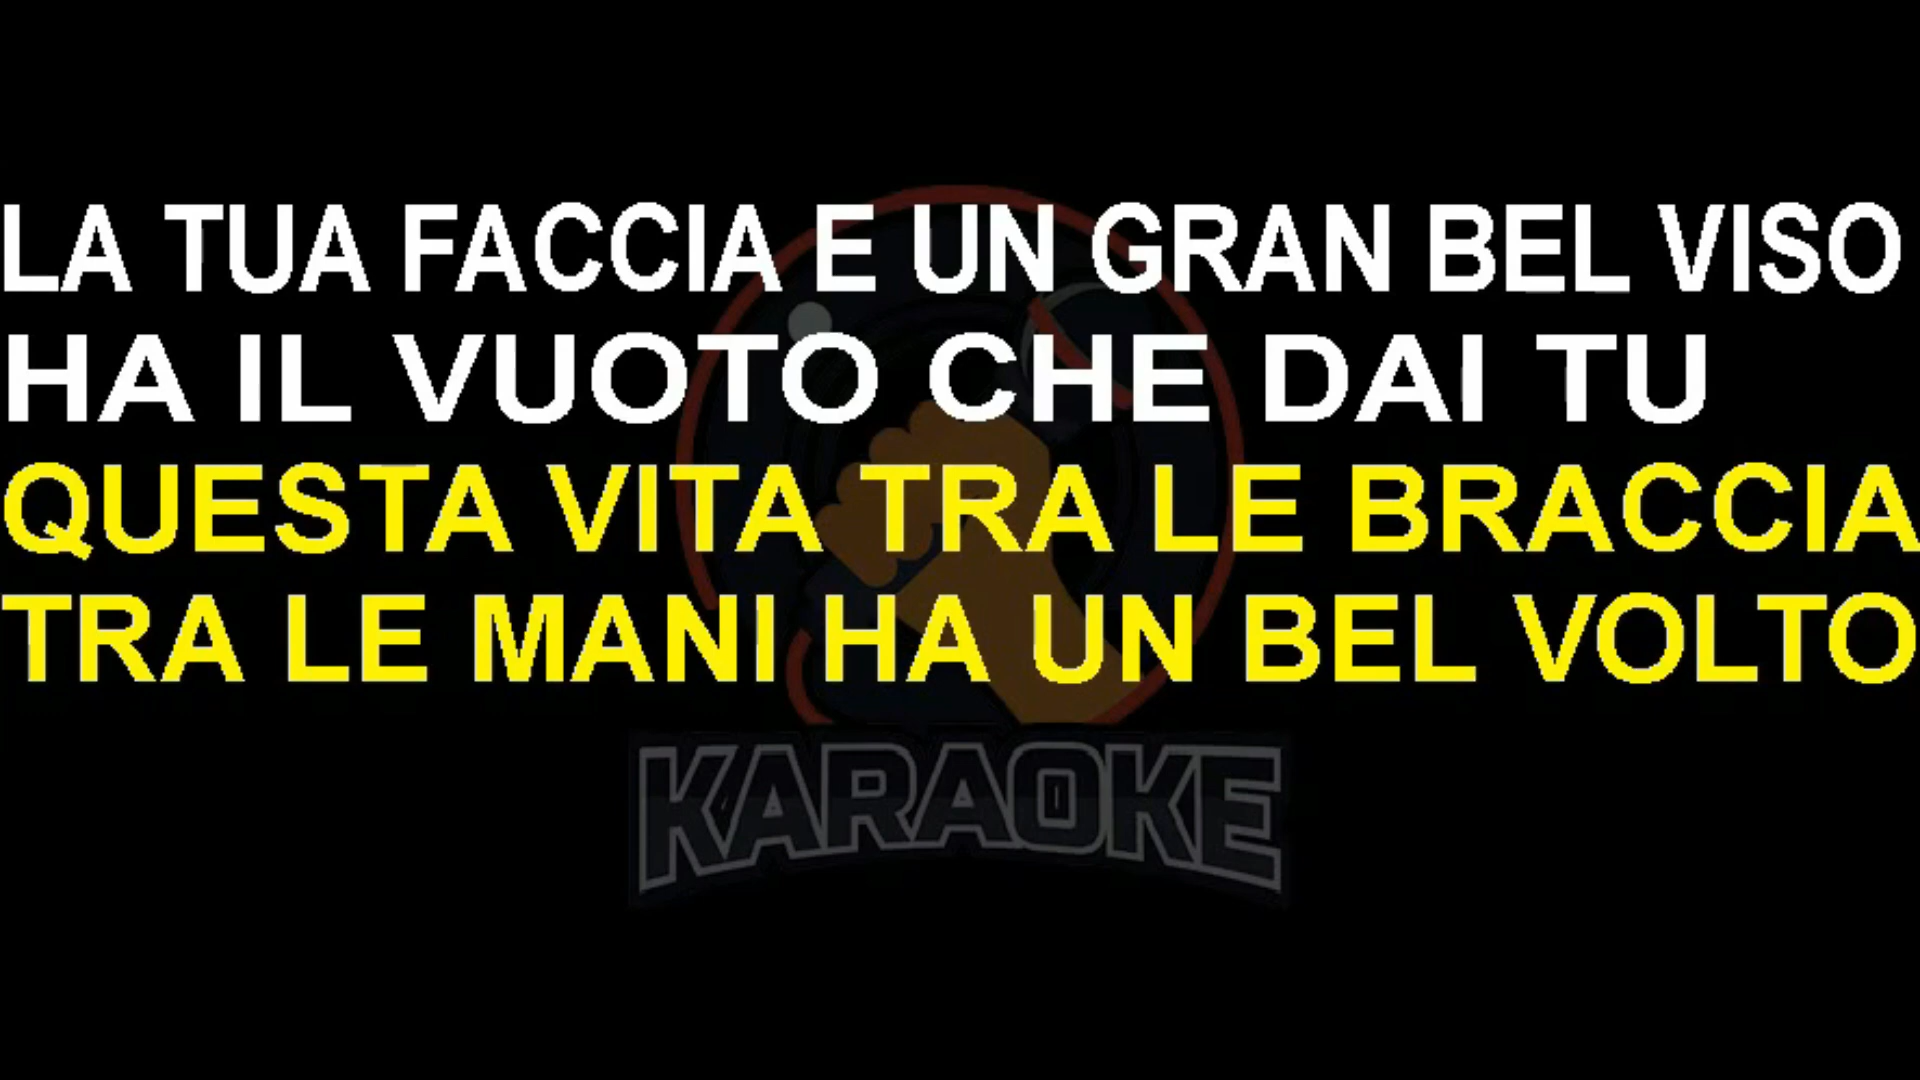 LA TUA FACCIA E UN GRAN BEL VISO
HA IL VUOTO CHE DAI TU
QUESTA VITA TRA LE BRACCIA
TRA LE MANI HA UN BEL VOLTO
KARAOKE